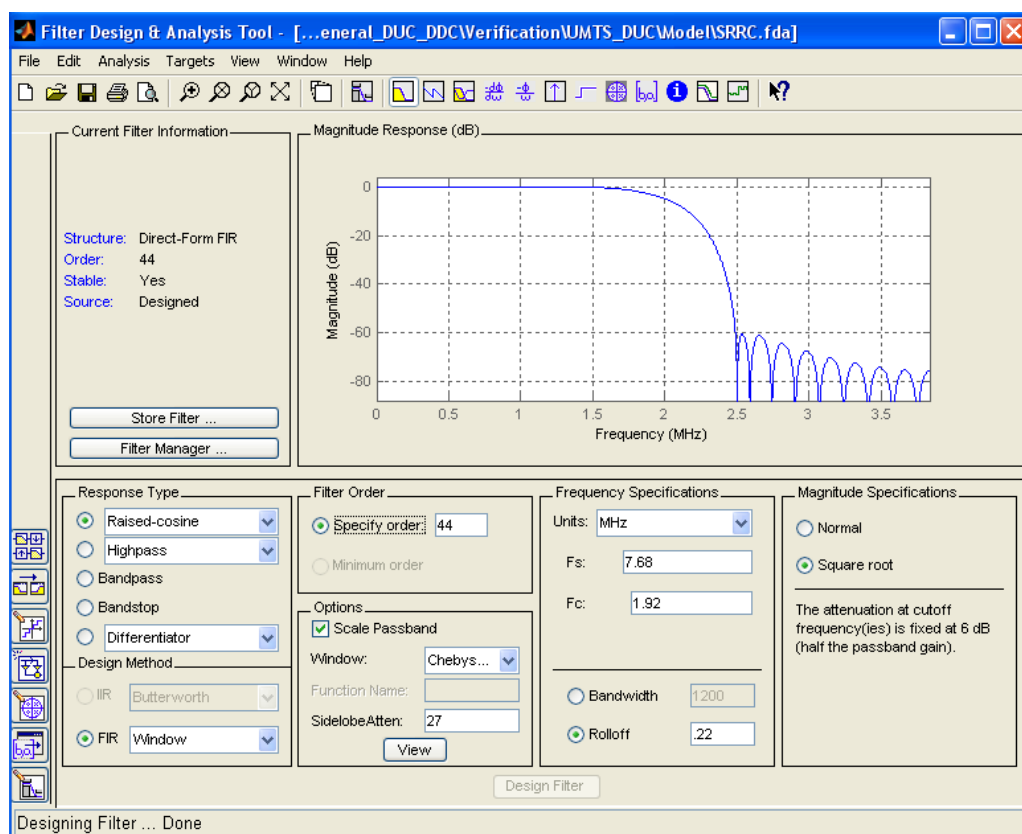 Filter Design & Analysis Tool - [...eneral_DUC_DDC\Verification\UMTS_DUC\Model\SRRC.fda]
File Edit Analysis Targets View Window Help
Current Filter Information
Structure: Direct-Form FIR
Order: 44
Stable: Yes
Source: Designed
Store Filter ...
Filter Manager ...
Magnitude Response (dB)
Magnitude (dB)
0
-20
-40
-60
-80
0 0.5 1 1.5 2 2.5 3 3.5
Frequency (MHz)
Response Type
Raised-cosine
Highpass
Bandpass
Bandstop
Differentiator
Design Method
IIR Butterworth
FIR Window
Filter Order
Specify order: 44
Minimum order
Options
Scale Passband
Window: Chebys...
Function Name:
SidelobeAtten: 27
View
Frequency Specifications
Units: MHz
Fs: 7.68
Fc: 1.92
Bandwidth 1200
Rolloff .22
Magnitude Specifications
Normal
Square root
The attenuation at cutoff
frequency(ies) is fixed at 6 dB
(half the passband gain).
Design Filter
Designing Filter ... Done